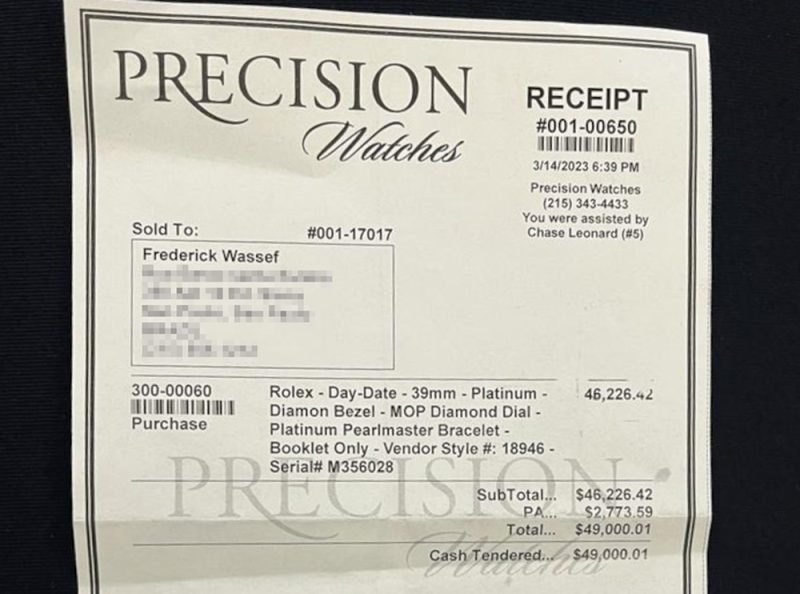 PRECISION
Watches
RECEIPT
#001-00650
3/14/2023 6:39 PM
Precision Watches
(215) 343-4433
You were assisted by
Chase Leonard (#5)
Sold To:
#001-17017
Frederick Wassef
300-00060
Purchase
Rolex - Day-Date - 39mm - Platinum -
Diamon Bezel - MOP Diamond Dial -
Platinum Pearlmaster Bracelet -
Booklet Only - Vendor Style #: 18946 -
Serial# M356028
46,226.42
PRECISION
SubTotal... $46,226.42
PA... $2,773.59
Total... $49,000.01
Cash Tendered... $49,000.01
Watches